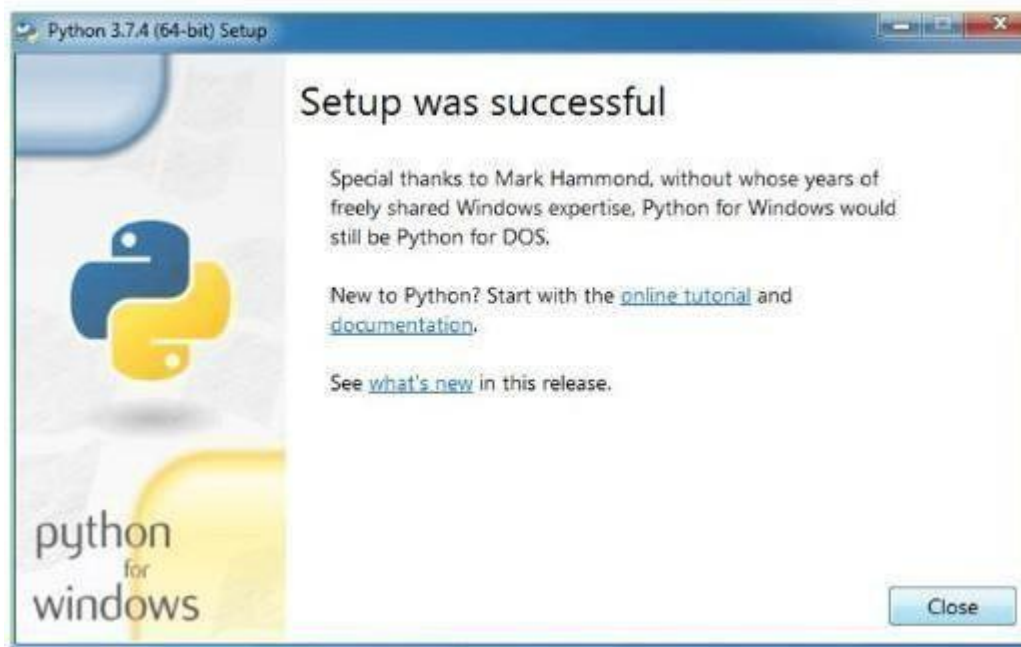 Python 3.7.4 (64-bit) Setup
Setup was successful
Special thanks to Mark Hammond, without whose years of
freely shared Windows expertise, Python for Windows would
still be Python for DOS.
New to Python? Start with the online tutorial and
documentation.
See what's new in this release.
python
for
windows
Close